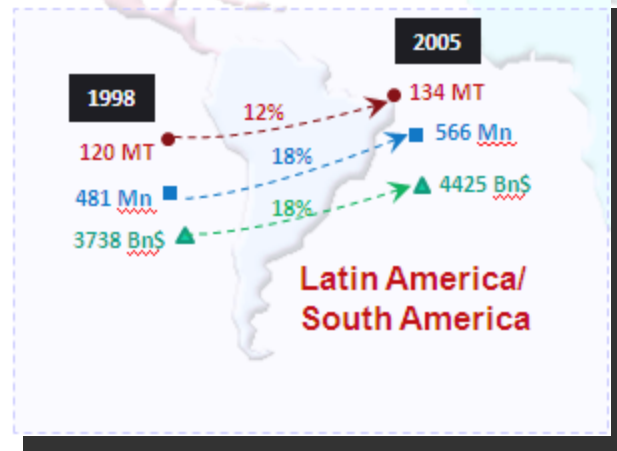 2005
1998
134 MT
12%
120 MT
566 Mn
18%
481 Mn
4425 Bn$
18%
3738 Bn$
Latin America/
South America